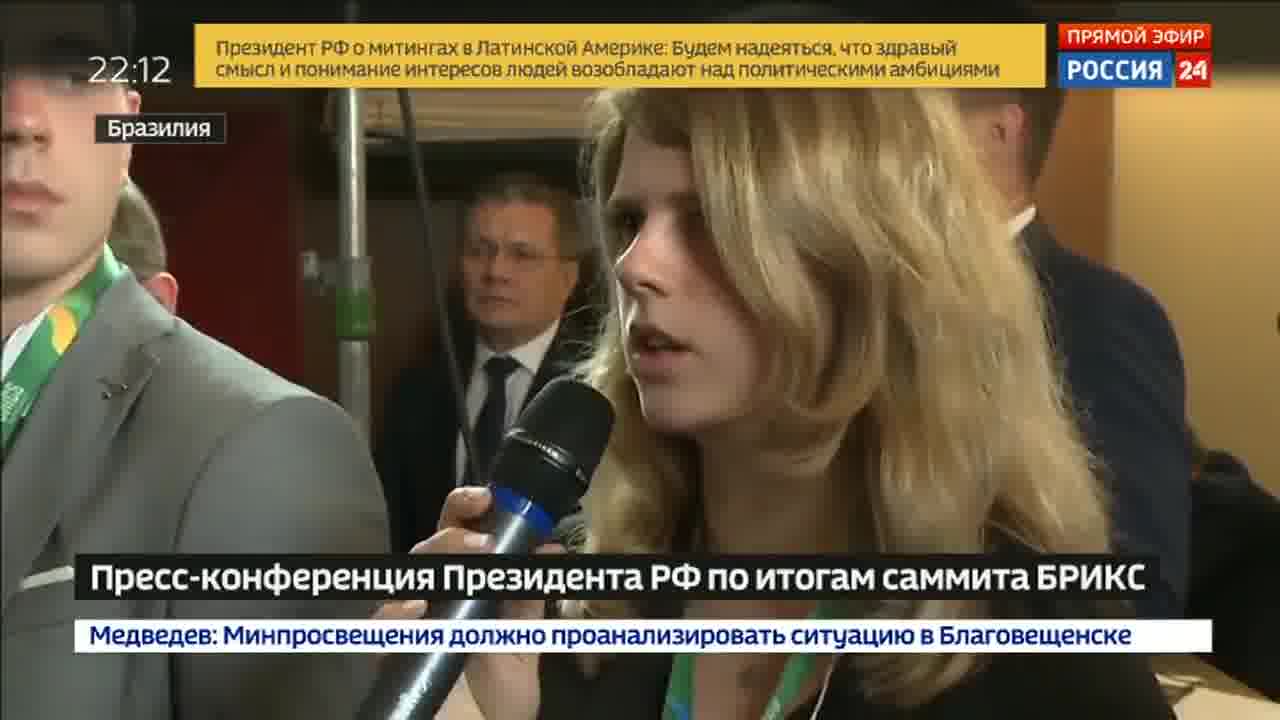 22:12
Президент РФ о митингах в Латинской Америке: Будем надеяться, что здравый
смысл и понимание интересов людей возобладают над политическими амбициями
ПРЯМОЙ ЭФИР
РОССИЯ 24
Бразилия
Пресс-конференция Президента РФ по итогам саммита БРИКС
Медведев: Минпросвещения должно проанализировать ситуацию в Благовещенске